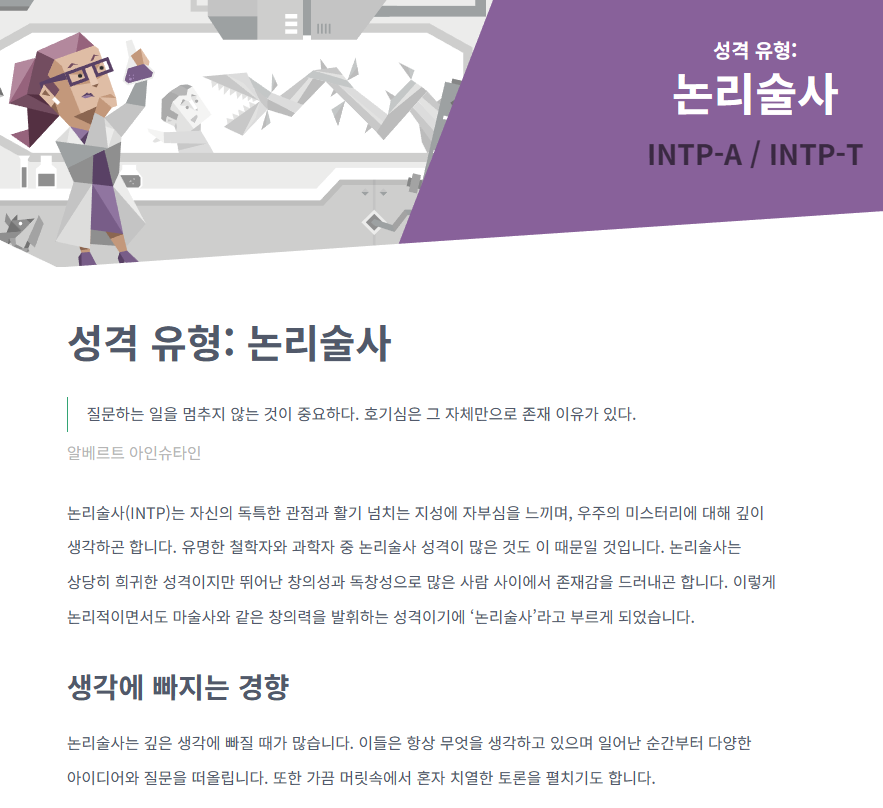 성격 유형:
논리술사
INTP-A / INTP-T
성격 유형: 논리술사
질문하는 일을 멈추지 않는 것이 중요하다. 호기심은 그 자체만으로 존재 이유가 있다.
알베르트 아인슈타인
논리술사(INTP)는 자신의 독특한 관점과 활기 넘치는 지성에 자부심을 느끼며, 우주의 미스터리에 대해 깊이
생각하곤 합니다. 유명한 철학자와 과학자 중 논리술사 성격이 많은 것도 이 때문일 것입니다. 논리술사는
상당히 희귀한 성격이지만 뛰어난 창의성과 독창성으로 많은 사람 사이에서 존재감을 드러내곤 합니다. 이렇게
논리적이면서도 마술사와 같은 창의력을 발휘하는 성격이기에 ‘논리술사’라고 부르게 되었습니다.
생각에 빠지는 경향
논리술사는 깊은 생각에 빠질 때가 많습니다. 이들은 항상 무엇을 생각하고 있으며 일어난 순간부터 다양한
아이디어와 질문을 떠올립니다. 또한 가끔 머릿속에서 혼자 치열한 토론을 펼치기도 합니다.